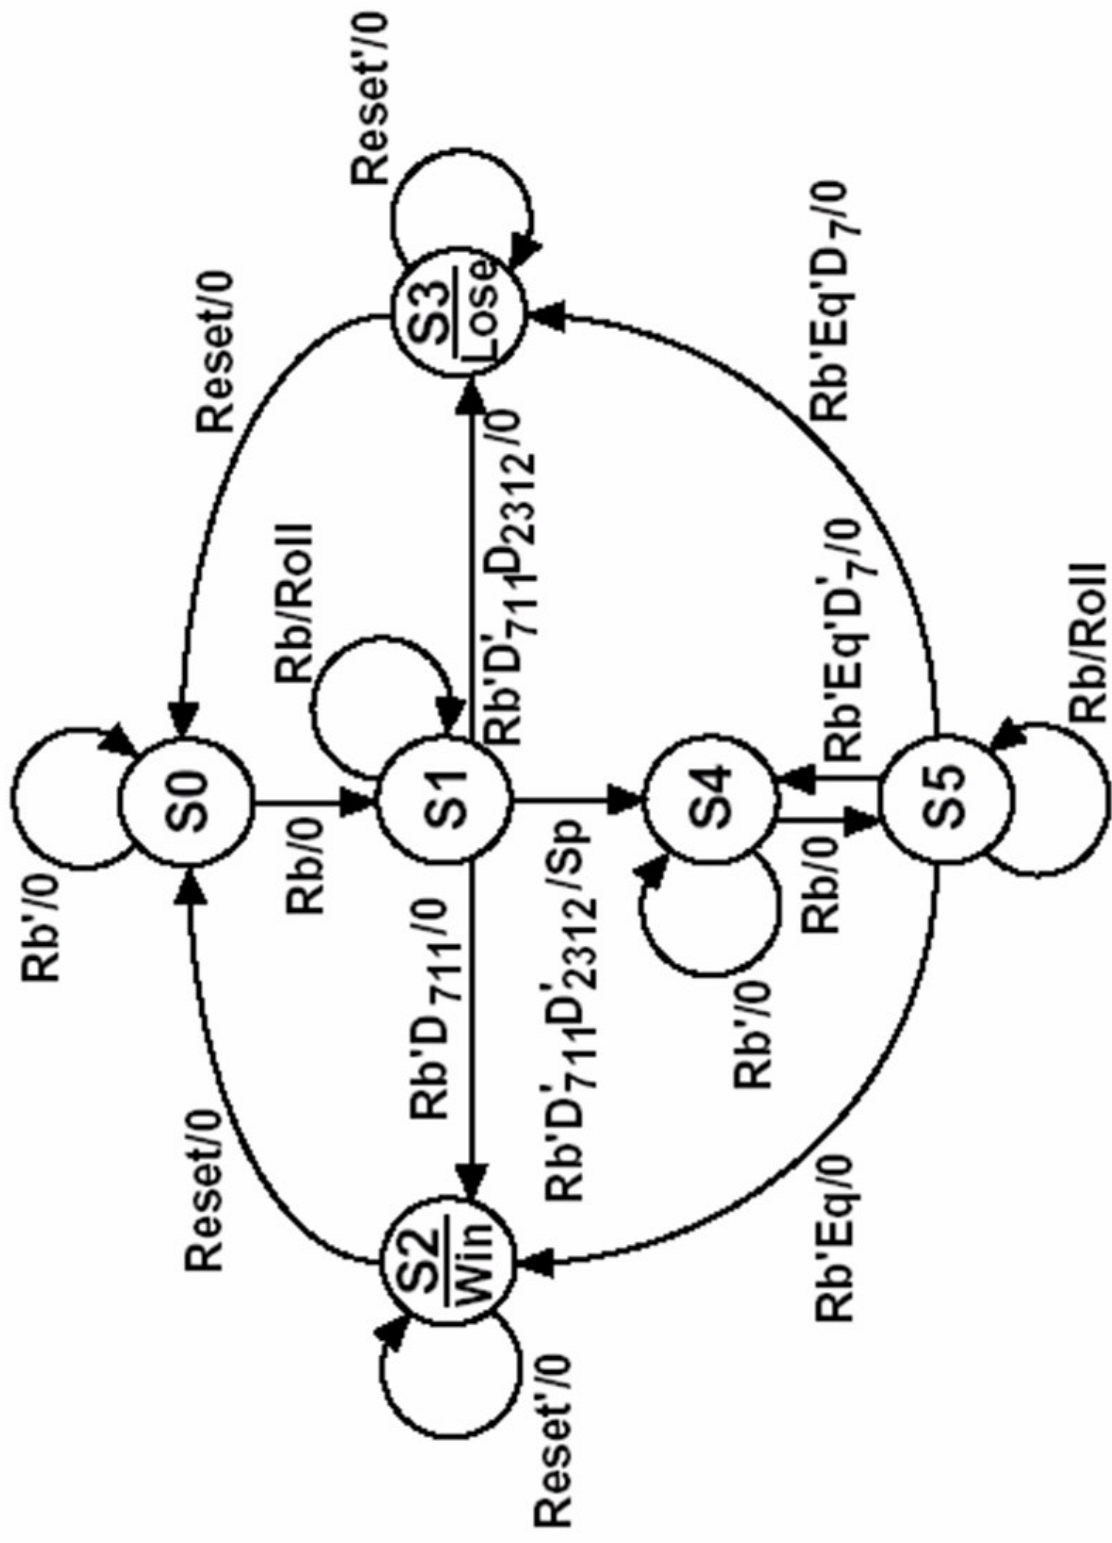 Rb'/0
S0
Reset/0
Reset/0
Rb/0
Rb/Roll
Reset'/0
S3
Lose
S1
S2
Win
Rb'D711/0
Rb'D'711D2312/0
Rb'D'711D'2312/Sp
Reset'/0
S4
Rb'/0
Rb/0
Rb'Eq'D'7/0
Rb'Eq'D7/0
Rb'Eq/0
S5
Rb/Roll